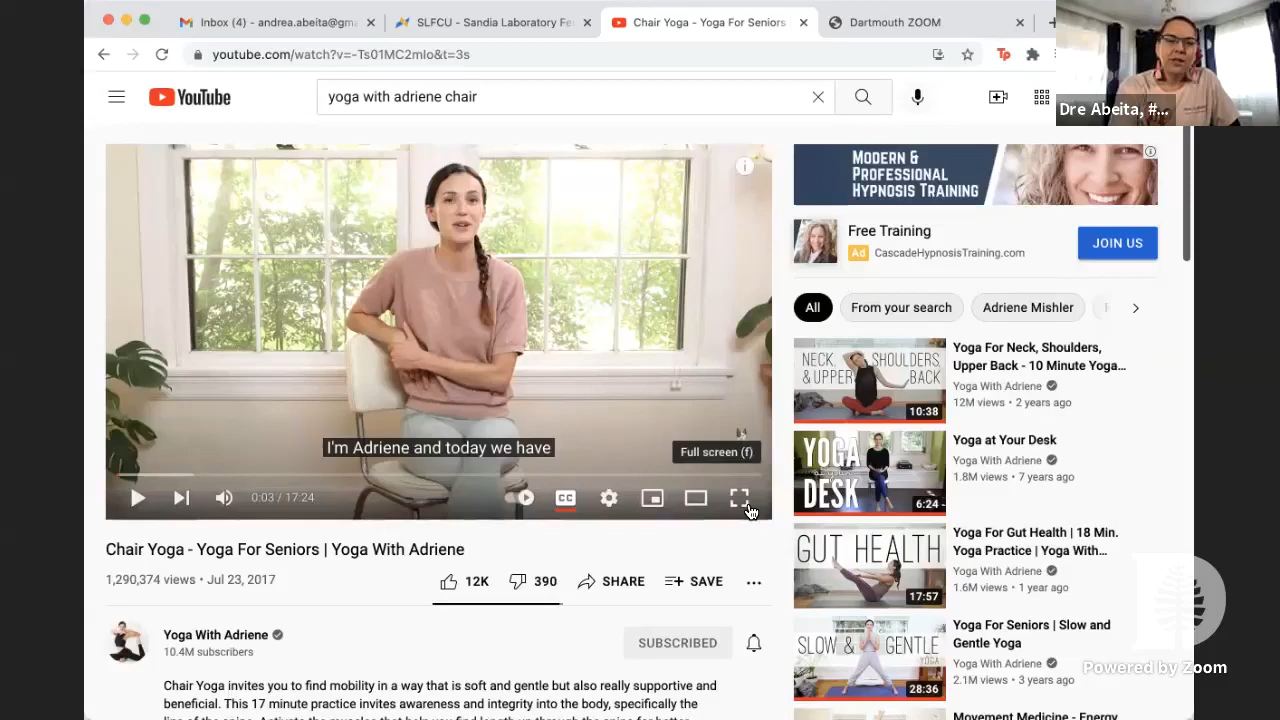 Inbox (4) - andrea.abeita@gm
SLFCU - Sandia Laboratory Fe
Chair Yoga - Yoga For Seniors
Dartmouth ZOOM
youtube.com/watch?v=-Ts01MC2mIo&t=3s
YouTube
yoga with adriene chair
Dre Abeita, #...
MODERN &
PROFESSIONAL
HYPNOSIS TRAINING
Free Training
Ad CascadeHypnosisTraining.com
JOIN US
All
From your search
Adriene Mishler
I'm Adriene and today we have
Full screen (f)
0:03 / 17:24
CC
Chair Yoga - Yoga For Seniors | Yoga With Adriene
1,290,374 views • Jul 23, 2017
12K
390
SHARE
SAVE
Yoga With Adriene
10.4M subscribers
SUBSCRIBED
Chair Yoga invites you to find mobility in a way that is soft and gentle but also really supportive and
beneficial. This 17 minute practice invites awareness and integrity into the body, specifically the
NECK, SHOULDERS,
& UPPER BACK
10:38
Yoga For Neck, Shoulders,
Upper Back - 10 Minute Yoga...
Yoga With Adriene
12M views • 2 years ago
YOGA
at YOUR
DESK
6:24
Yoga at Your Desk
Yoga With Adriene
1.8M views • 7 years ago
GUT HEALTH
17:57
Yoga For Gut Health | 18 Min.
Yoga Practice | Yoga With...
Yoga With Adriene
1.6M views • 1 year ago
SLOW & GENTLE
YOGA
28:36
Yoga For Seniors | Slow and
Gentle Yoga
Yoga With Adriene
2.1M views • 3 years ago
Movement Medicine - Energy
Powered by Zoom